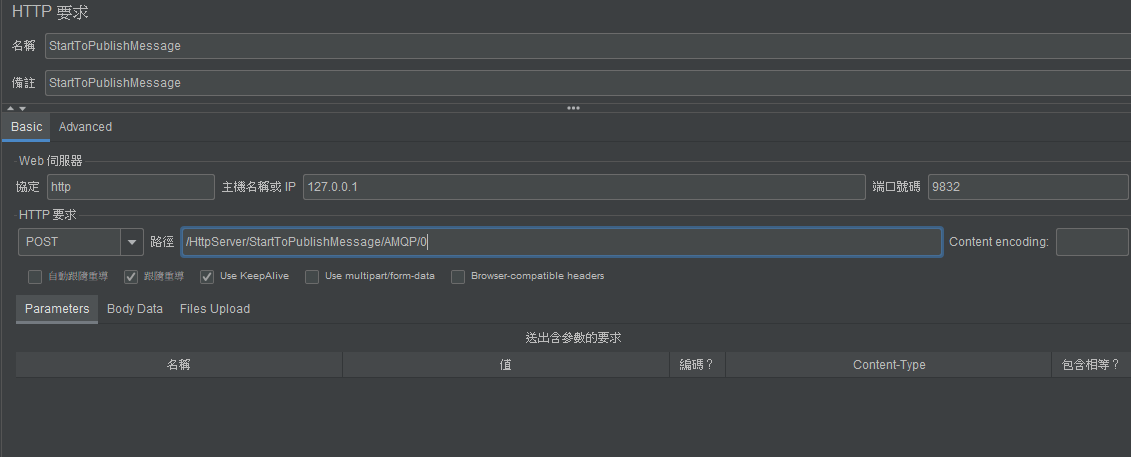 HTTP 要求
名稱 StartToPublishMessage
備註 StartToPublishMessage
Basic Advanced
Web 伺服器
協定 http 主機名稱或 IP 127.0.0.1 端口號碼 9832
HTTP 要求
POST 路徑 /HttpServer/StartToPublishMessage/AMQP/0 Content encoding:
自動跟隨重導 跟隨重導 Use KeepAlive Use multipart/form-data Browser-compatible headers
Parameters Body Data Files Upload
送出含參數的要求
名稱 值 編碼？ Content-Type 包含相等？